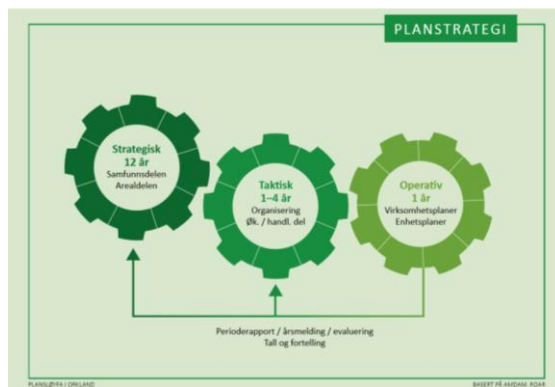 PLANSTRATEGI
Strategisk
12 år
Samfunnsdelen
Arealdelen
Taktisk
1–4 år
Organisering
Øk. / handl. del
Operativ
1 år
Virksomhetsplaner
Enhetsplaner
Perioderapport / årsmelding / evaluering
Tall og fortelling
PLANSLØYFA I ØRLAND
BASERT PÅ AMDAM, ROAR